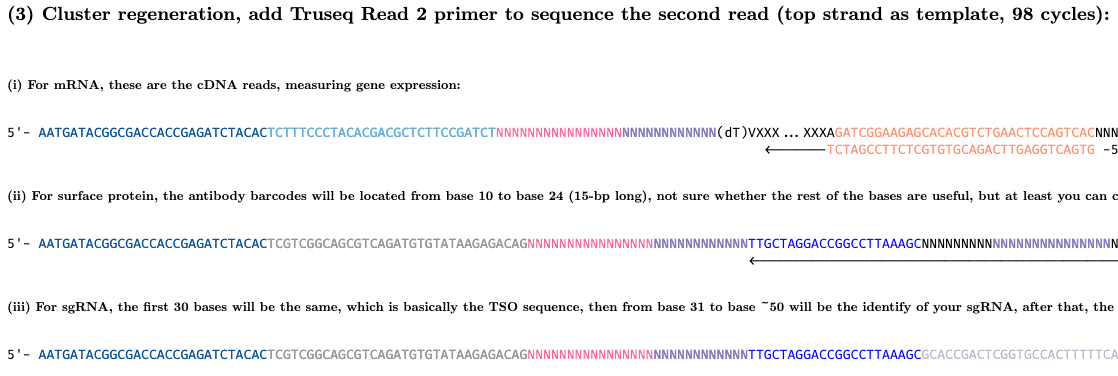 (3) Cluster regeneration, add Truseq Read 2 primer to sequence the second read (top strand as template, 98 cycles):
(i) For mRNA, these are the cDNA reads, measuring gene expression:
5'- AATGATACGGCGACCACCGAGATCTACACTCTTTCCCTACACGACGCTCTTCCGATCTNNNNNNNNNNNNNNNNNNNNNNNNNNNN(dT)VXXX ... XXXAGATCGGAAGAGCACACGTCTGAACTCCAGTCACNNN
TCTAGCCTTCTCGTGTGCAGACTTGAGGTCAGTG -5
(ii) For surface protein, the antibody barcodes will be located from base 10 to base 24 (15-bp long), not sure whether the rest of the bases are useful, but at least you can c
5'- AATGATACGGCGACCACCGAGATCTACACTCGTCGGCAGCGTCAGATGTGTATAAGAGACAGNNNNNNNNNNNNNNNNNNNNNNNNNNNNTTGCTAGGACCGGCCTTAAAGCNNNNNNNNNNNNNNNNNNNNNNNNN
(iii) For sgRNA, the first 30 bases will be the same, which is basically the TSO sequence, then from base 31 to base ~50 will be the identify of your sgRNA, after that, the
5'- AATGATACGGCGACCACCGAGATCTACACTCGTCGGCAGCGTCAGATGTGTATAAGAGACAGNNNNNNNNNNNNNNNNNNNNNNNNNNNNTTGCTAGGACCGGCCTTAAAGCGCACCGACTCGGTGCCACTTTTTCA